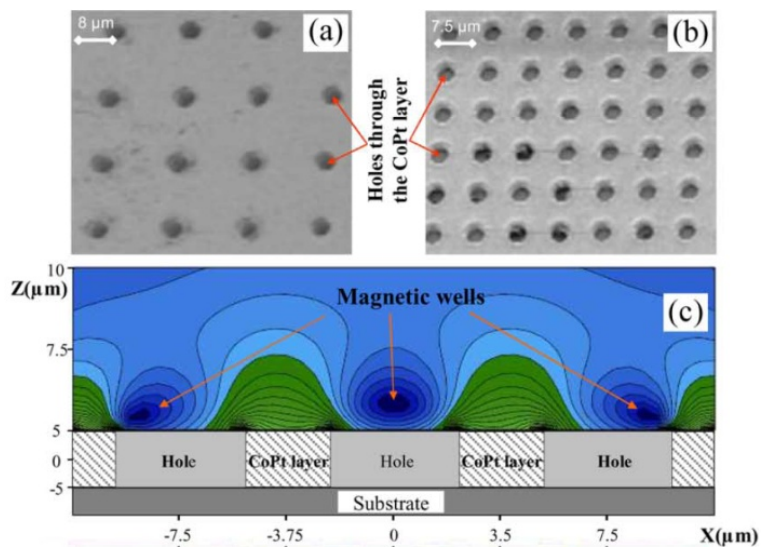 8 µm
(a)
7.5 µm
(b)
Holes through
the CoPt layer
Z(µm)
10
7.5
5
0
-5
Magnetic wells
(c)
Hole
CoPt layer
Hole
CoPt layer
Hole
Substrate
-7.5
-3.75
0
3.5
7.5
X(µm)